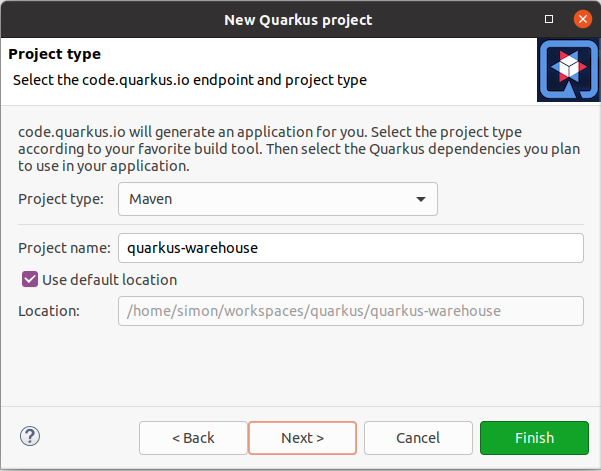 New Quarkus project
Project type
Select the code.quarkus.io endpoint and project type
code.quarkus.io will generate an application for you. Select the project type
according to your favorite build tool. Then select the Quarkus dependencies you plan
to use in your application.
Project type: Maven
Project name: quarkus-warehouse
Use default location
Location: /home/simon/workspaces/quarkus/quarkus-warehouse
? < Back Next > Cancel Finish